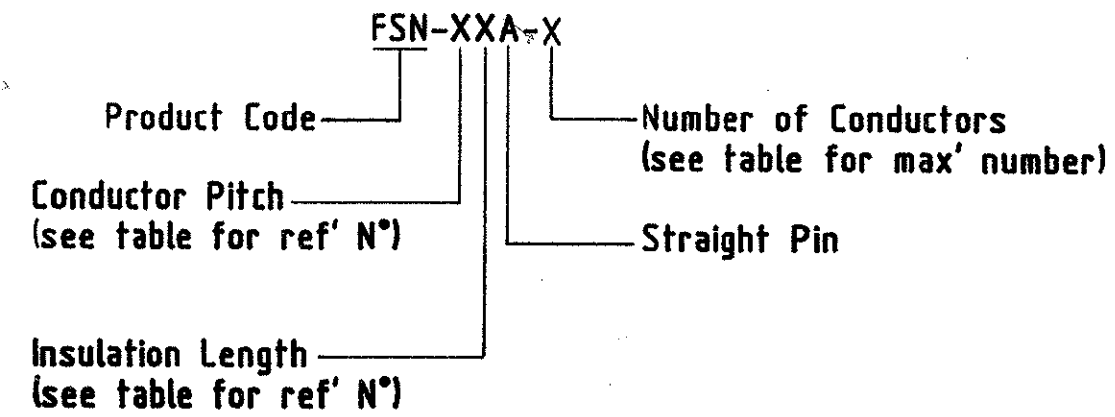 FSN-XXA-X
Product Code
Number of Conductors
(see table for max' number)
Conductor Pitch
(see table for ref' N°)
Straight Pin
Insulation Length
(see table for ref' N°)